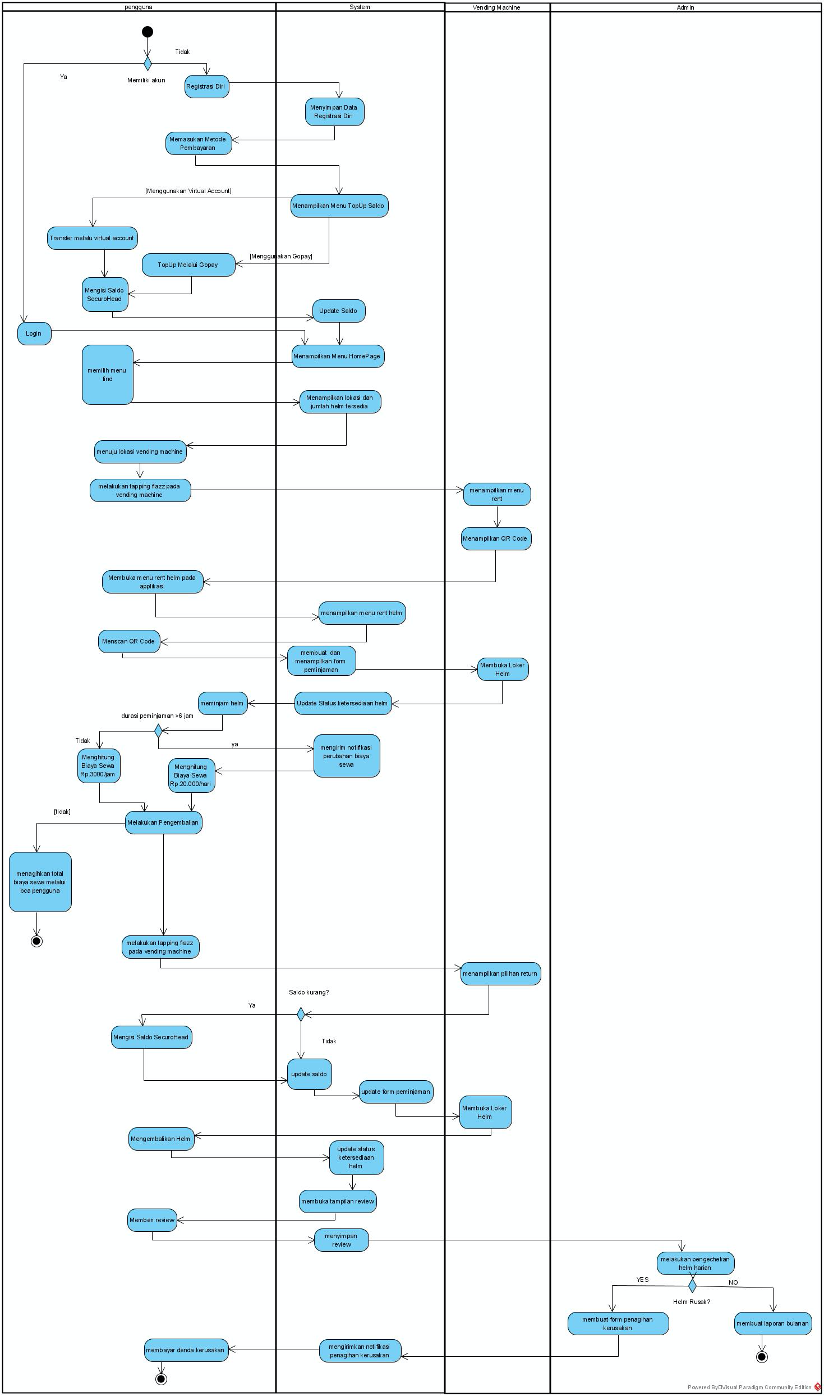 pengguna
System
Vending Machine
Admin
Tidak
Ya
Memiliki akun
Registrasi Diri
Menyimpan Data
Registrasi Diri
Memasukan Metode
Pembayaran
[Menggunakan Virtual Account]
Menampilkan Menu TopUp Saldo
Transfer melalui virtual account
[Menggunakan Gopay]
TopUp Melalui Gopay
Mengisi Saldo
SecuroHead
Update Saldo
Login
Menampilkan Menu HomePage
memilih menu
find
Menampilkan lokasi dan
jumlah helm tersedia
menuju lokasi vending machine
melakukan tapping flazz pada
vending machine
menampilkan menu
rent
Menampilkan QR Code
Membuka menu rent helm pada
applikasi
menampilkan menu rent helm
Menscan QR Code
membuat dan
menampilkan form
peminjaman
Membuka Loker
Helm
meminjam helm
Update Status ketersediaan helm
durasi peminjaman >6 jam
Tidak
ya
mengirim notifikasi
perubahan biaya
sewa
Menghitung
Biaya Sewa
Rp.3000/jam
Menghitung
Biaya Sewa
Rp.20.000/hari
[tidak]
Melakukan Pengembalian
menagihkan total
biaya sewa melalui
bca pengguna
melakukan tapping flazz
pada vending machine
menampilkan pilihan return
Saldo kurang?
Ya
Mengisi Saldo Securohead
Tidak
update saldo
update form peminjaman
Membuka Loker
Helm
Mengembalikan Helm
update status
ketersediaan
helm
membuka tampilan review
Memberi review
menyimpan
review
melakukan pengechekan
helm harian
YES
NO
Helm Rusak?
membuat form penagihan
kerusakan
membuat laporan bulanan
membayar denda kerusakan
mengirimkan notifikasi
penagihan kerusakan
Powered By Visual Paradigm Community Edition